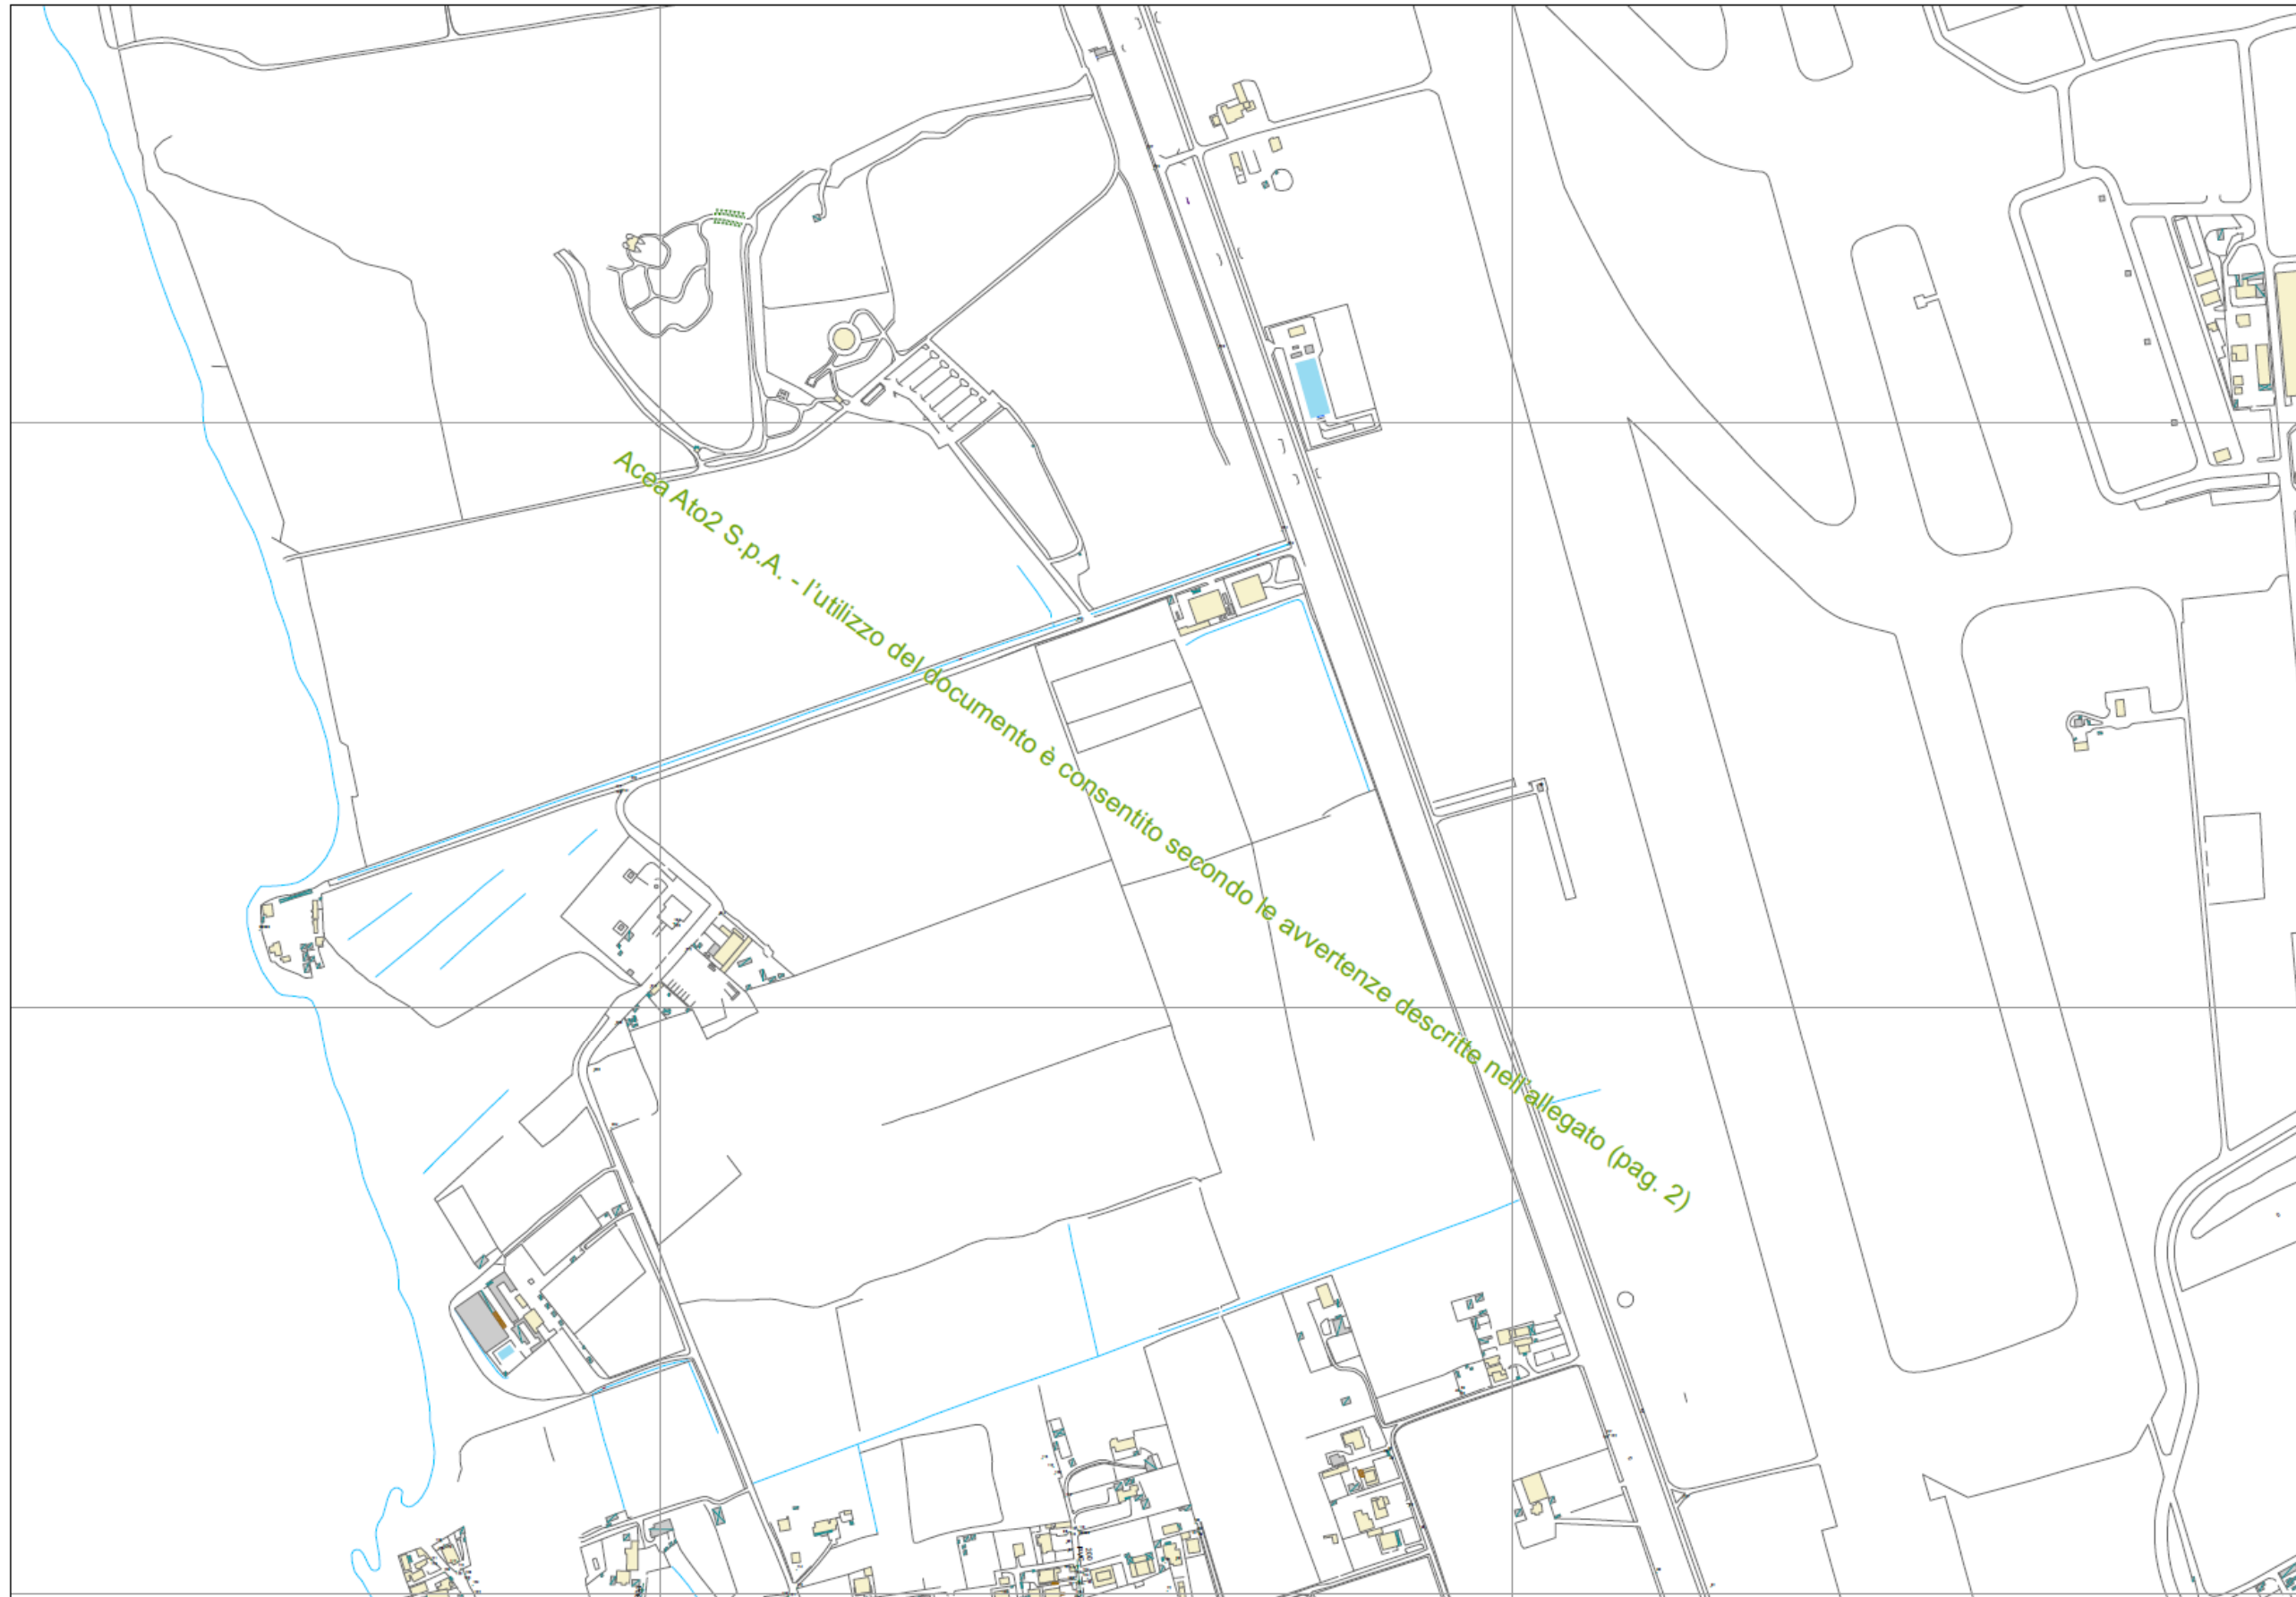 Acea Ato2 S.p.A. - l'utilizzo del documento è consentito secondo le avvertenze descritte nell'allegato (pag. 2)